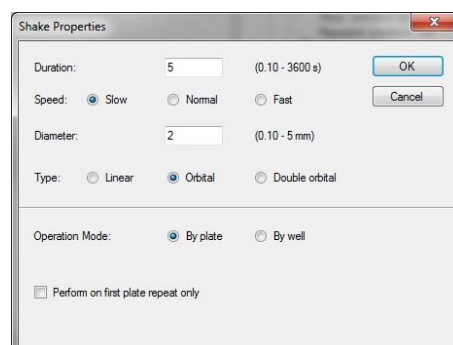 Shake Properties
Duration: 5 (0.10 - 3600 s) OK
Speed: Slow Normal Fast Cancel
Diameter: 2 (0.10 - 5 mm)
Type: Linear Orbital Double orbital
Operation Mode: By plate By well
Perform on first plate repeat only